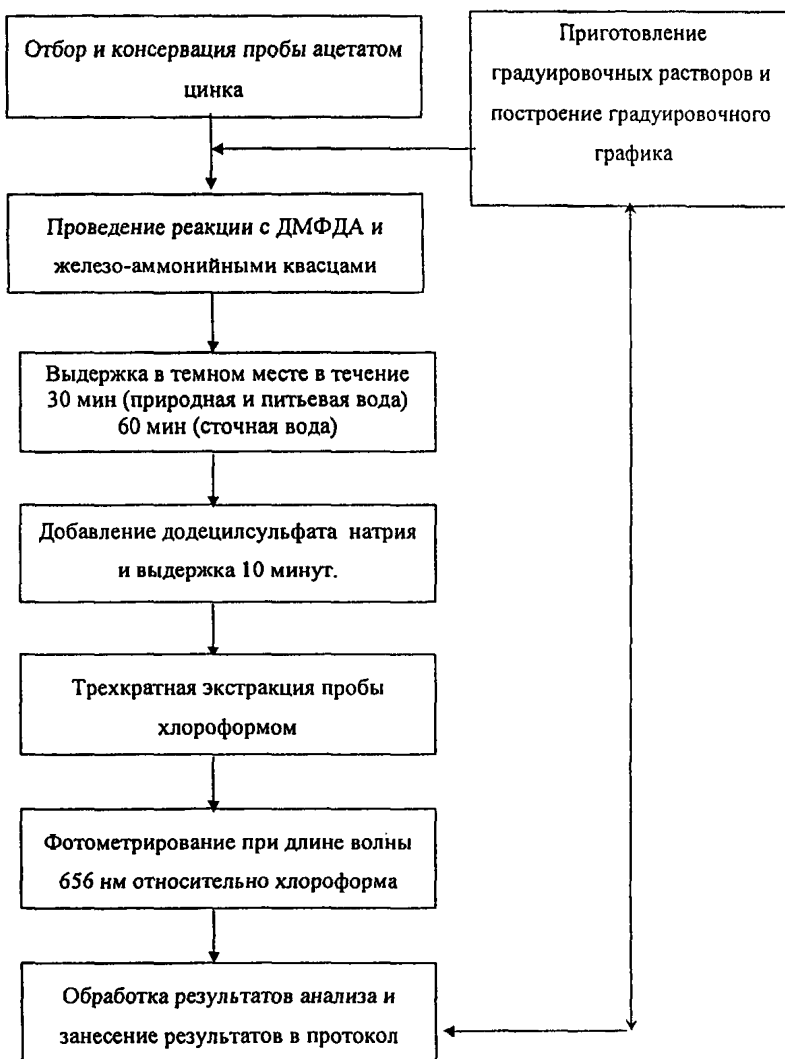 Отбор и консервация пробы ацетатом
цинка
Приготовление
градуировочных растворов и
построение градуировочного
графика
Проведение реакции с ДМФДА и
железо-аммонийными квасцами
Выдержка в темном месте в течение
30 мин (природная и питьевая вода)
60 мин (сточная вода)
Добавление додецилсульфата натрия
и выдержка 10 минут.
Трехкратная экстракция пробы
хлороформом
Фотометрирование при длине волны
656 нм относительно хлороформа
Обработка результатов анализа и
занесение результатов в протокол